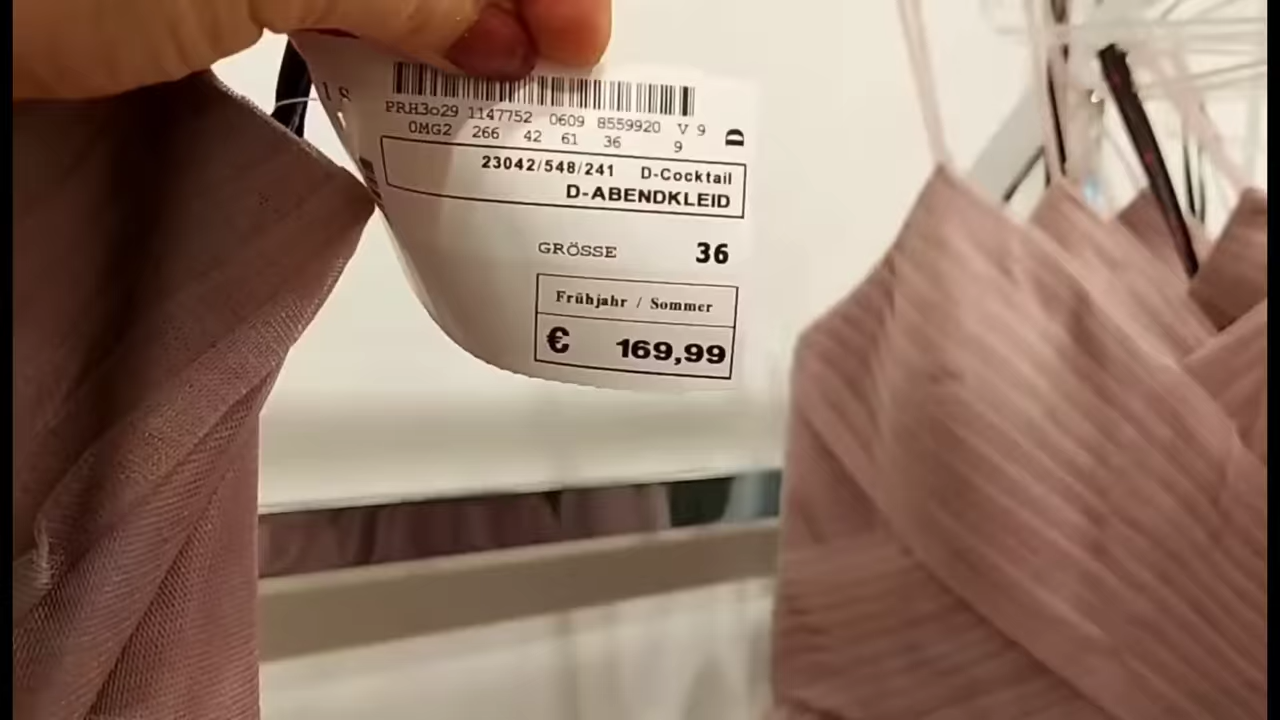 PRH3o29 1147752 0609 8559920 V 9
0MG2 266 42 61 36 9
D
23042/548/241 D-Cocktail
D-ABENDKLEID
GRÖSSE 36
Frühjahr / Sommer
€ 169,99